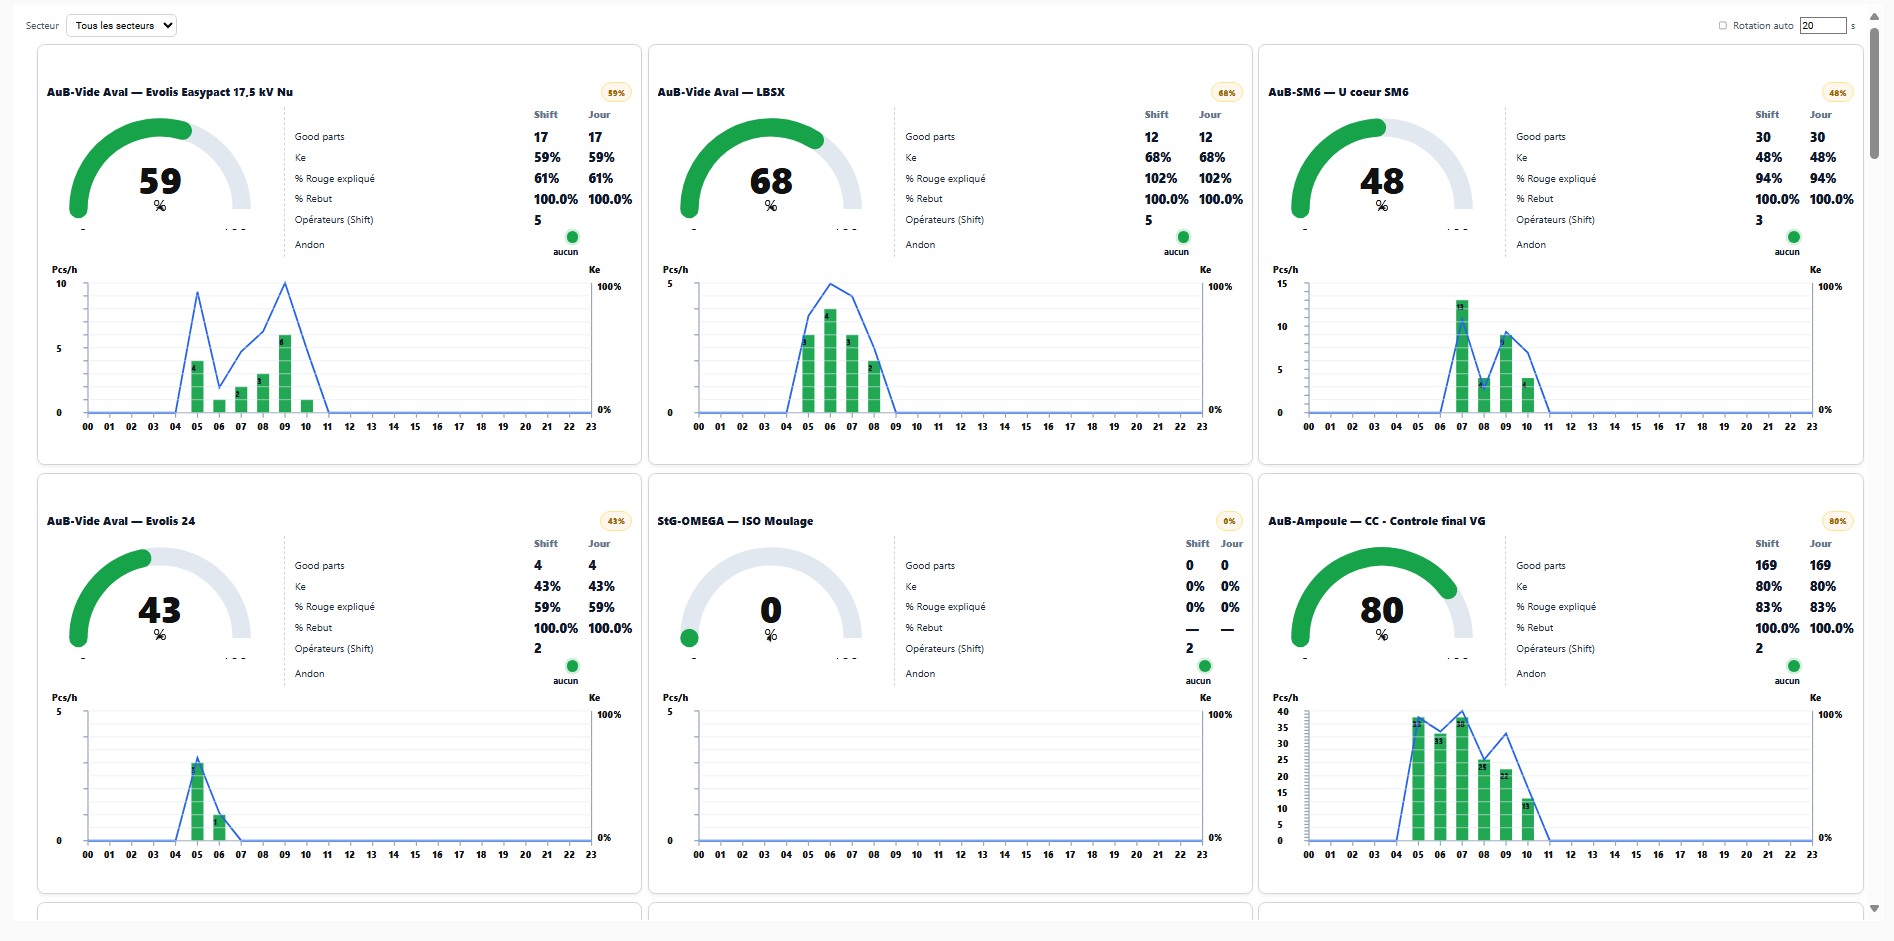 Secteur Tous les secteurs Rotation auto 20 s
AuB-Vide Aval — Evolis Easypact 17,5 kV Nu 59%
Shift Jour
Good parts 17 17
Ke 59% 59%
% Rouge expliqué 61% 61%
% Rebut 100.0% 100.0%
Opérateurs (Shift) 5
Andon aucun
59
%
Pcs/h Ke
10 100%
5
0 0%
4 2 3 6
00 01 02 03 04 05 06 07 08 09 10 11 12 13 14 15 16 17 18 19 20 21 22 23
AuB-Vide Aval — LBSX 68%
Shift Jour
Good parts 12 12
Ke 68% 68%
% Rouge expliqué 102% 102%
% Rebut 100.0% 100.0%
Opérateurs (Shift) 5
Andon aucun
68
%
Pcs/h Ke
5 100%
0 0%
3 4 3 2
00 01 02 03 04 05 06 07 08 09 10 11 12 13 14 15 16 17 18 19 20 21 22 23
AuB-SM6 — U coeur SM6 48%
Shift Jour
Good parts 30 30
Ke 48% 48%
% Rouge expliqué 94% 94%
% Rebut 100.0% 100.0%
Opérateurs (Shift) 3
Andon aucun
48
%
Pcs/h Ke
15 100%
10
5
0 0%
13 4 9 4
00 01 02 03 04 05 06 07 08 09 10 11 12 13 14 15 16 17 18 19 20 21 22 23
AuB-Vide Aval — Evolis 24 43%
Shift Jour
Good parts 4 4
Ke 43% 43%
% Rouge expliqué 59% 59%
% Rebut 100.0% 100.0%
Opérateurs (Shift) 2
Andon aucun
43
%
Pcs/h Ke
5 100%
0 0%
3 1
00 01 02 03 04 05 06 07 08 09 10 11 12 13 14 15 16 17 18 19 20 21 22 23
StG-OMEGA — ISO Moulage 0%
Shift Jour
Good parts 0 0
Ke 0% 0%
% Rouge expliqué 0% 0%
% Rebut — —
Opérateurs (Shift) 2
Andon aucun
0
%
Pcs/h Ke
5 100%
0 0%
00 01 02 03 04 05 06 07 08 09 10 11 12 13 14 15 16 17 18 19 20 21 22 23
AuB-Ampoule — CC - Controle final VG 80%
Shift Jour
Good parts 169 169
Ke 80% 80%
% Rouge expliqué 83% 83%
% Rebut 100.0% 100.0%
Opérateurs (Shift) 2
Andon aucun
80
%
Pcs/h Ke
40 100%
35
30
25
20
15
10
5
0 0%
38 33 38 25 22 13
00 01 02 03 04 05 06 07 08 09 10 11 12 13 14 15 16 17 18 19 20 21 22 23